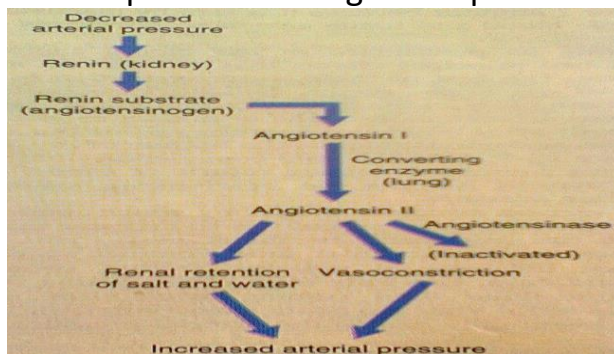 Decreased
arterial pressure
Renin (kidney)
Renin substrate
(angiotensinogen)
Angiotensin I
Converting
enzyme
(lung)
Angiotensin II
Angiotensinase
(Inactivated)
Renal retention
of salt and water
Vasoconstriction
Increased arterial pressure